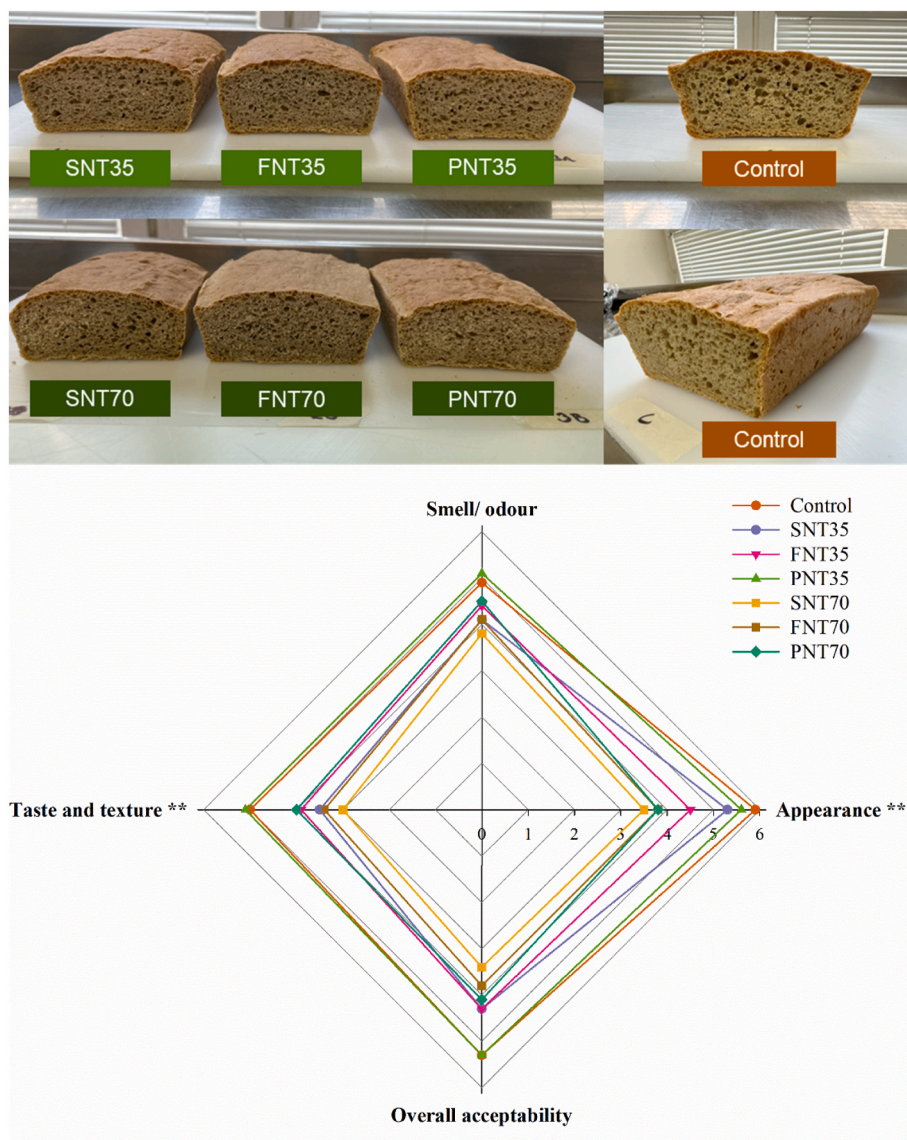 SNT35 FNT35 PNT35 Control
SNT70 FNT70 PNT70 Control
3B
C
Smell/ odour
Control
SNT35
FNT35
PNT35
SNT70
FNT70
PNT70
Taste and texture ** Appearance **
0 1 2 3 4 5 6
Overall acceptability